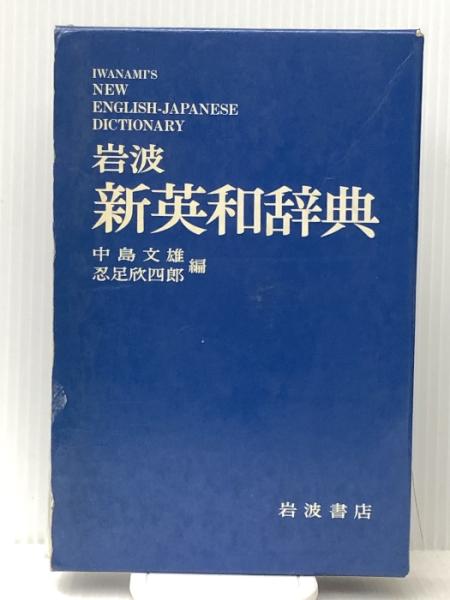 IWANAMI'S
NEW
ENGLISH-JAPANESE
DICTIONARY
岩波
新英和辞典
中島文雄
忍足欣四郎
編
岩波書店